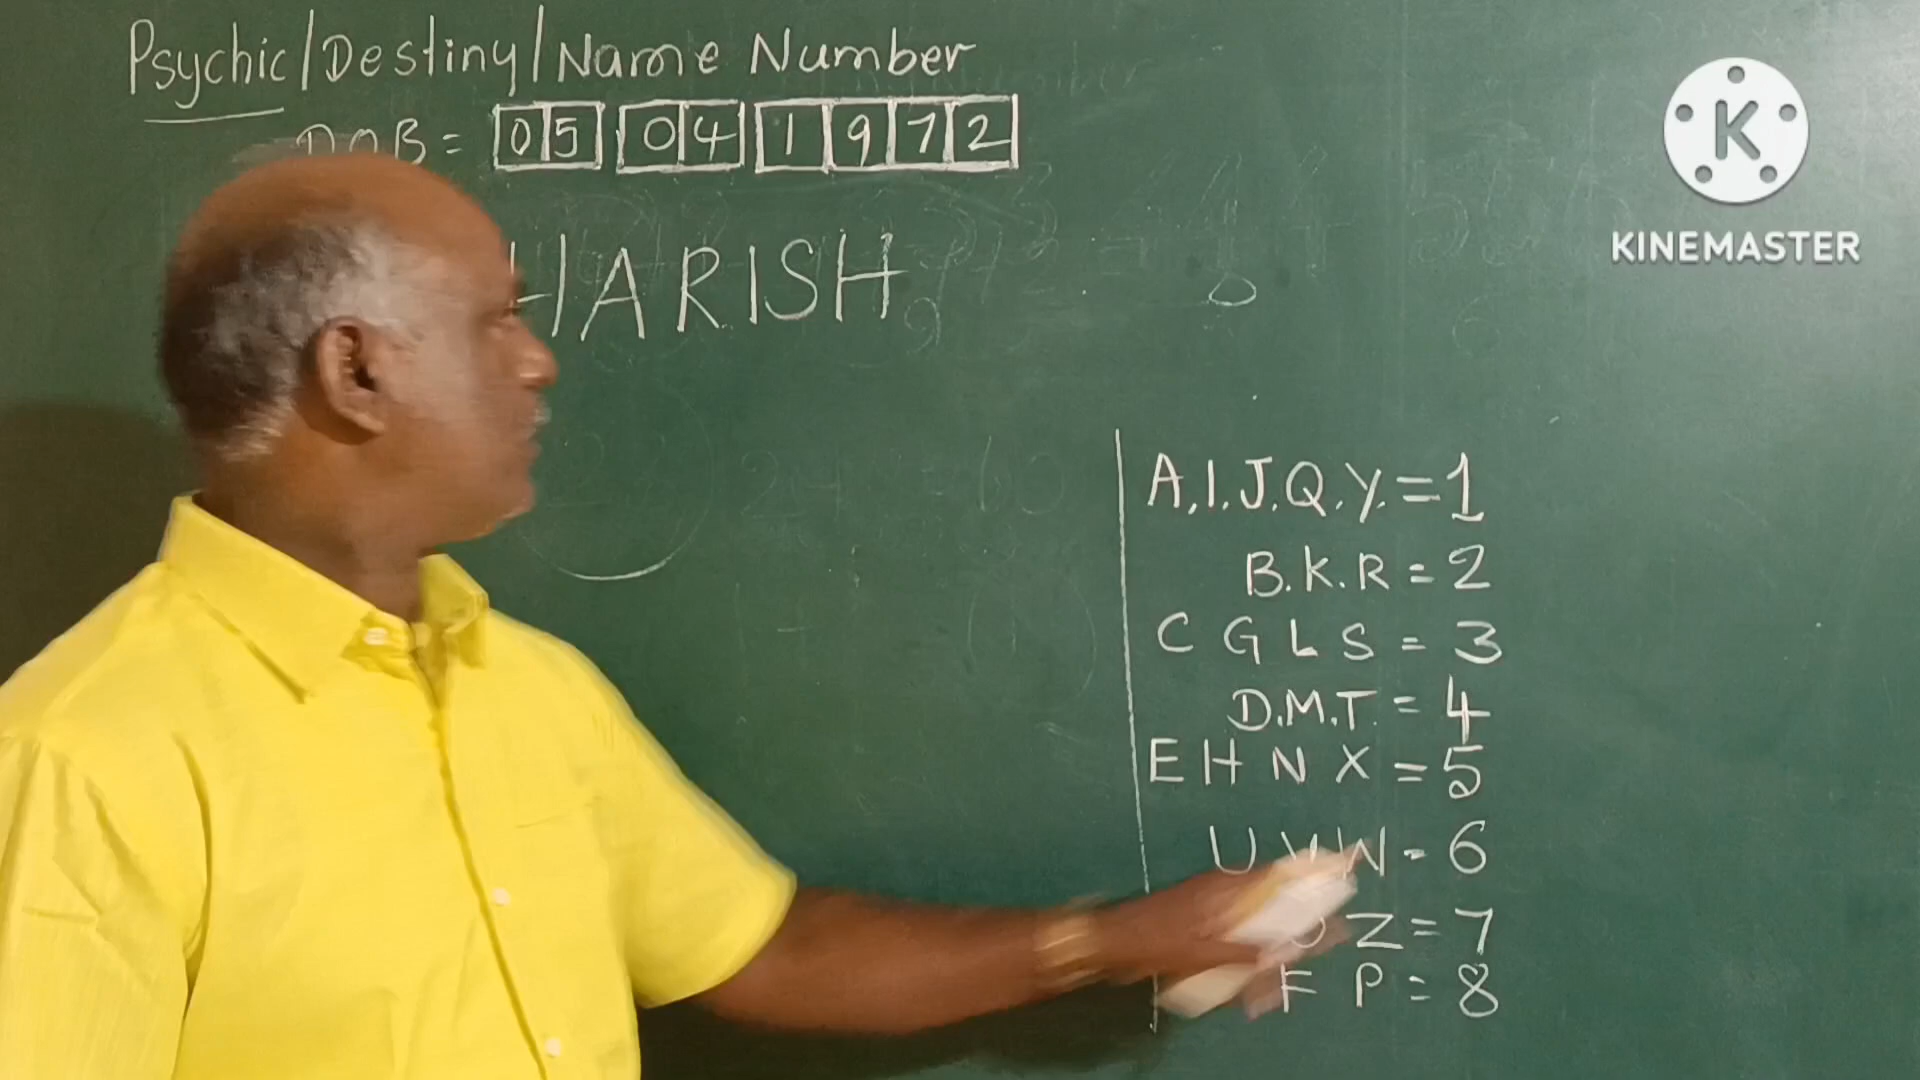 Psychic/Destiny/Name Number
DOB = 05 04 1972
HARISH
A.I.J.Q.Y. = 1
B.K.R = 2
C G L S = 3
D.M.T. = 4
E H N X = 5
U V W = 6
O Z = 7
F P = 8
K
KINEMASTER